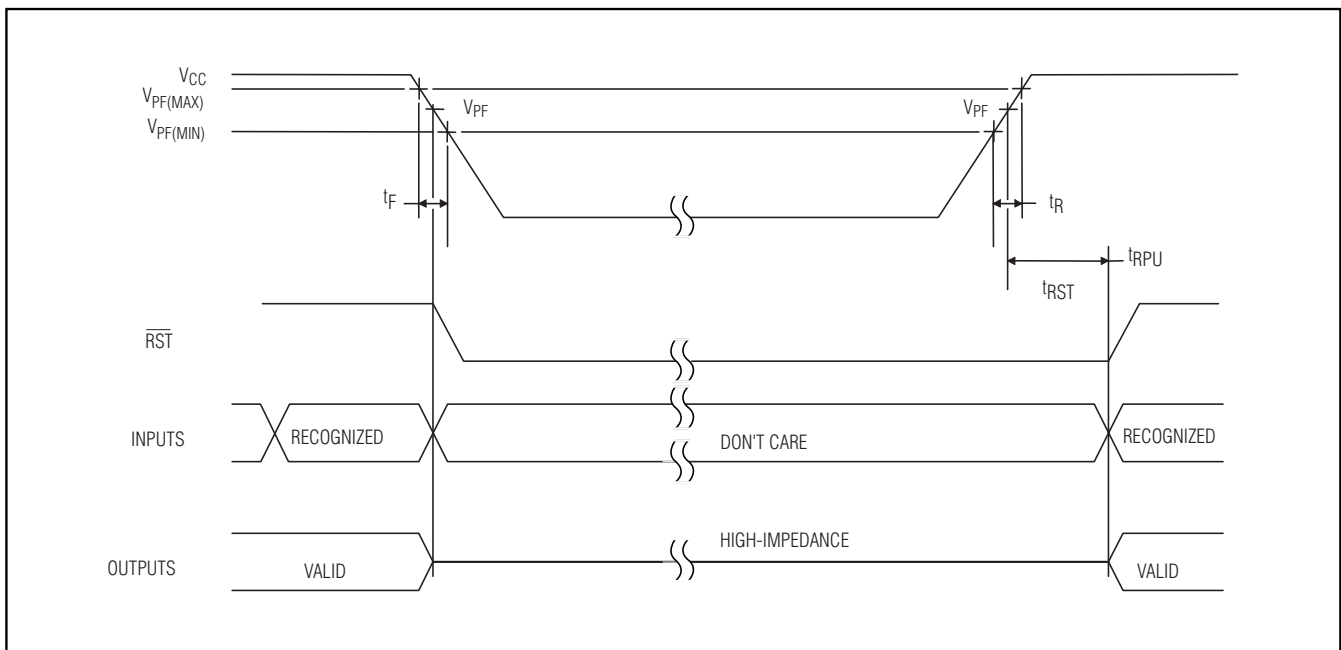 VCC
VPF(MAX)
VPF VPF
VPF(MIN)
tF tR
tRPU
tRST
RST
INPUTS RECOGNIZED DON'T CARE RECOGNIZED
HIGH-IMPEDANCE
OUTPUTS VALID VALID